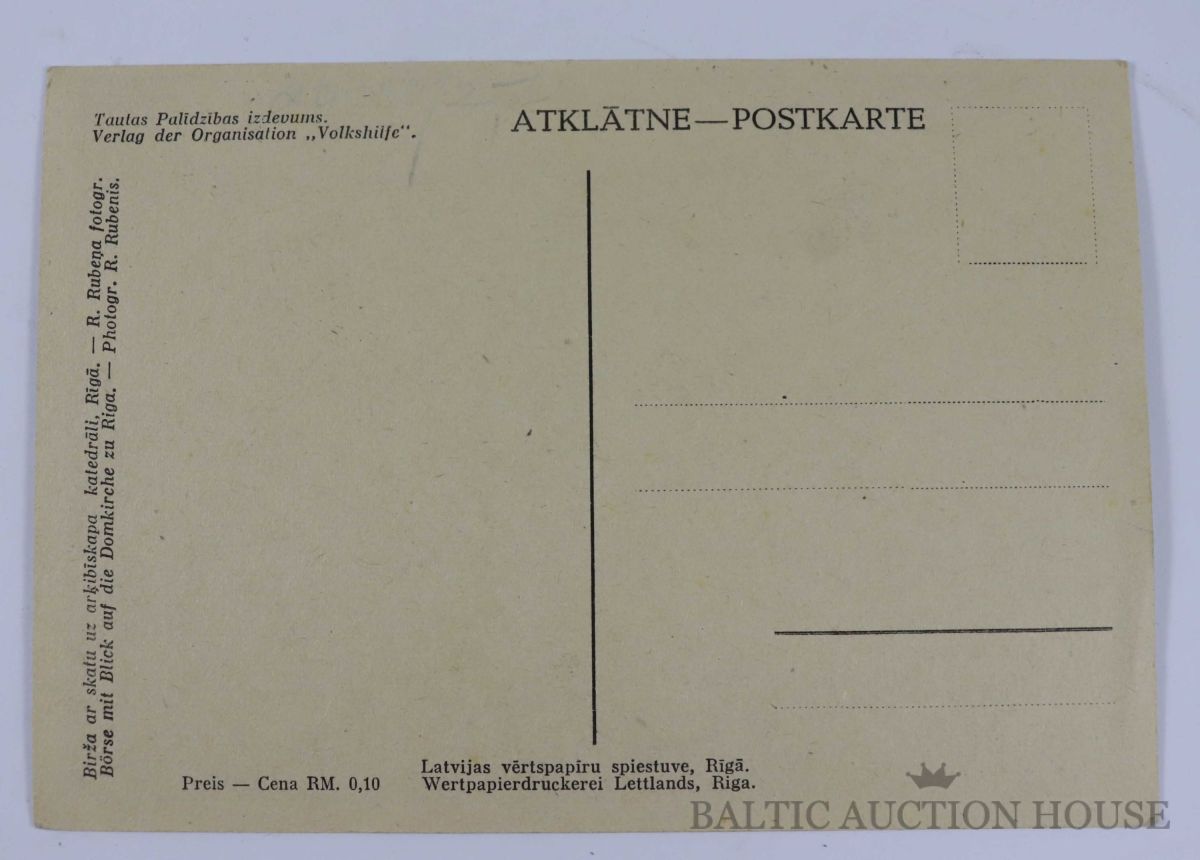 Tautas Palīdzības izdevums.
Verlag der Organisation „Volkshilfe".
ATKLĀTNE—POSTKARTE
Birža ar skatu uz arķibīskapa katedrāli, Rīgā. — R. Rubeņa fotogr.
Börse mit Blick auf die Domkirche zu Riga. — Photogr. R. Rubenis.
Preis — Cena RM. 0,10
Latvijas vērtspapīru spiestuve, Rīgā.
Wertpapierdruckerei Lettlands, Riga.
BALTIC AUCTION HOUSE